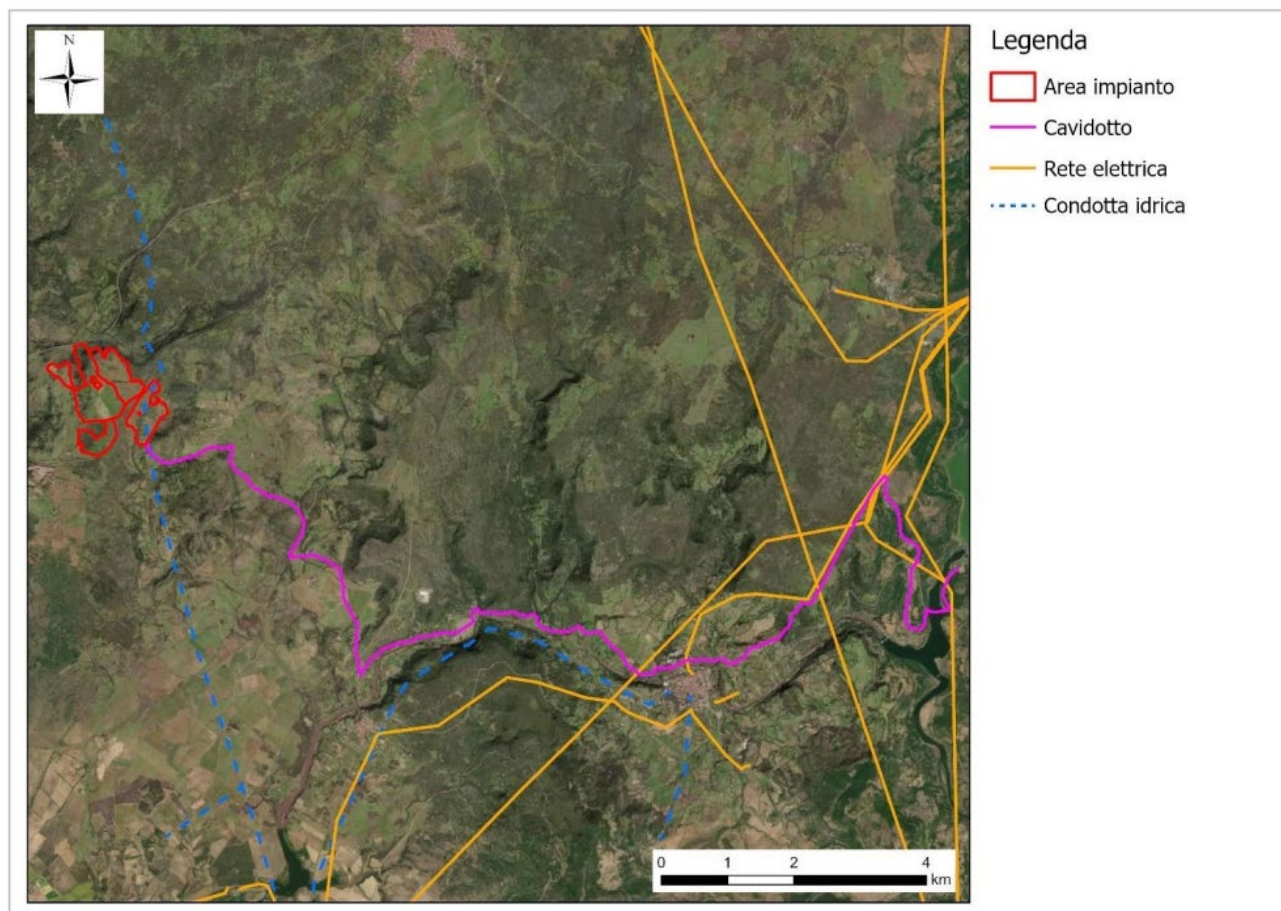 N
Legenda
Area impianto
Cavidotto
Rete elettrica
Condotta idrica
0 1 2 4
km